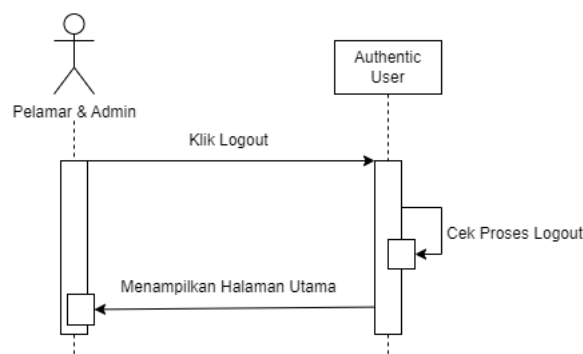 Authentic
User
Pelamar & Admin
Klik Logout
Cek Proses Logout
Menampilkan Halaman Utama